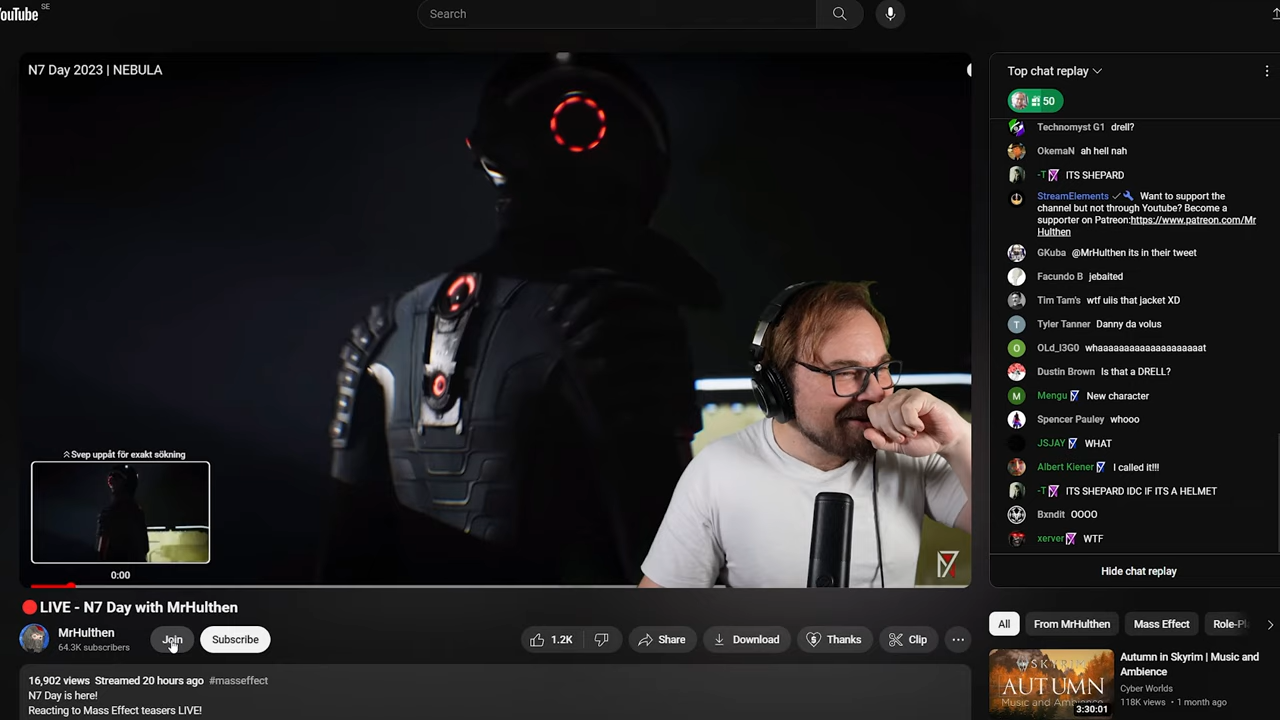 YouTube SE
Search
N7 Day 2023 | NEBULA
Svep uppåt för exakt sökning
0:00
Top chat replay
50
Technomyst G1 drell?
OkemaN ah hell nah
-T ITS SHEPARD
StreamElements Want to support the
channel but not through Youtube? Become a
supporter on Patreon:https://www.patreon.com/Mr
Hulthen
GKuba @MrHulthen its in their tweet
Facundo B jebaited
Tim Tam's wtf uiis that jacket XD
T Tyler Tanner Danny da volus
O OLd_I3G0 whaaaaaaaaaaaaaaaaaaaat
Dustin Brown Is that a DRELL?
M Mengu New character
Spencer Pauley whooo
JSJAY WHAT
Albert Kiener I called it!!!
-T ITS SHEPARD IDC IF ITS A HELMET
Bxndit OOOO
xerver WTF
Hide chat replay
LIVE - N7 Day with MrHulthen
MrHulthen
64.3K subscribers
Join
Subscribe
1.2K
Share
Download
Thanks
Clip
16,902 views Streamed 20 hours ago #masseffect
N7 Day is here!
Reacting to Mass Effect teasers LIVE!
All
From MrHulthen
Mass Effect
Role-Pl
SKYRIM
AUTUMN
Music and Ambience
3:30:01
Autumn in Skyrim | Music and
Ambience
Cyber Worlds
118K views • 1 month ago